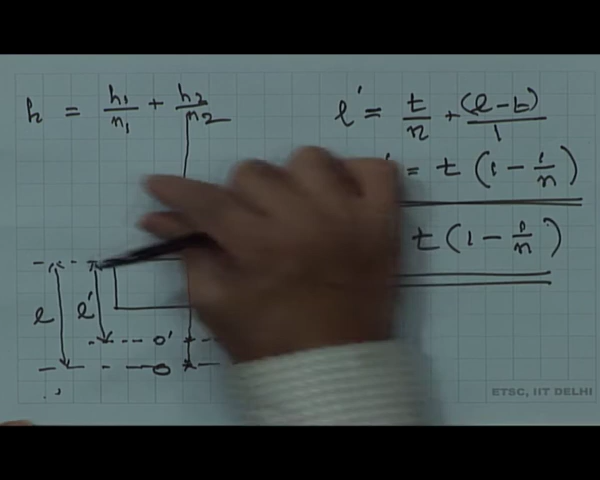 h = h₁/n₁ + h₂/n₂
l' = t/n + (l-t)/1
= t (1 - 1/n)
t (1 - 1/n)
l l' o'
o
ETSC, IIT DELHI